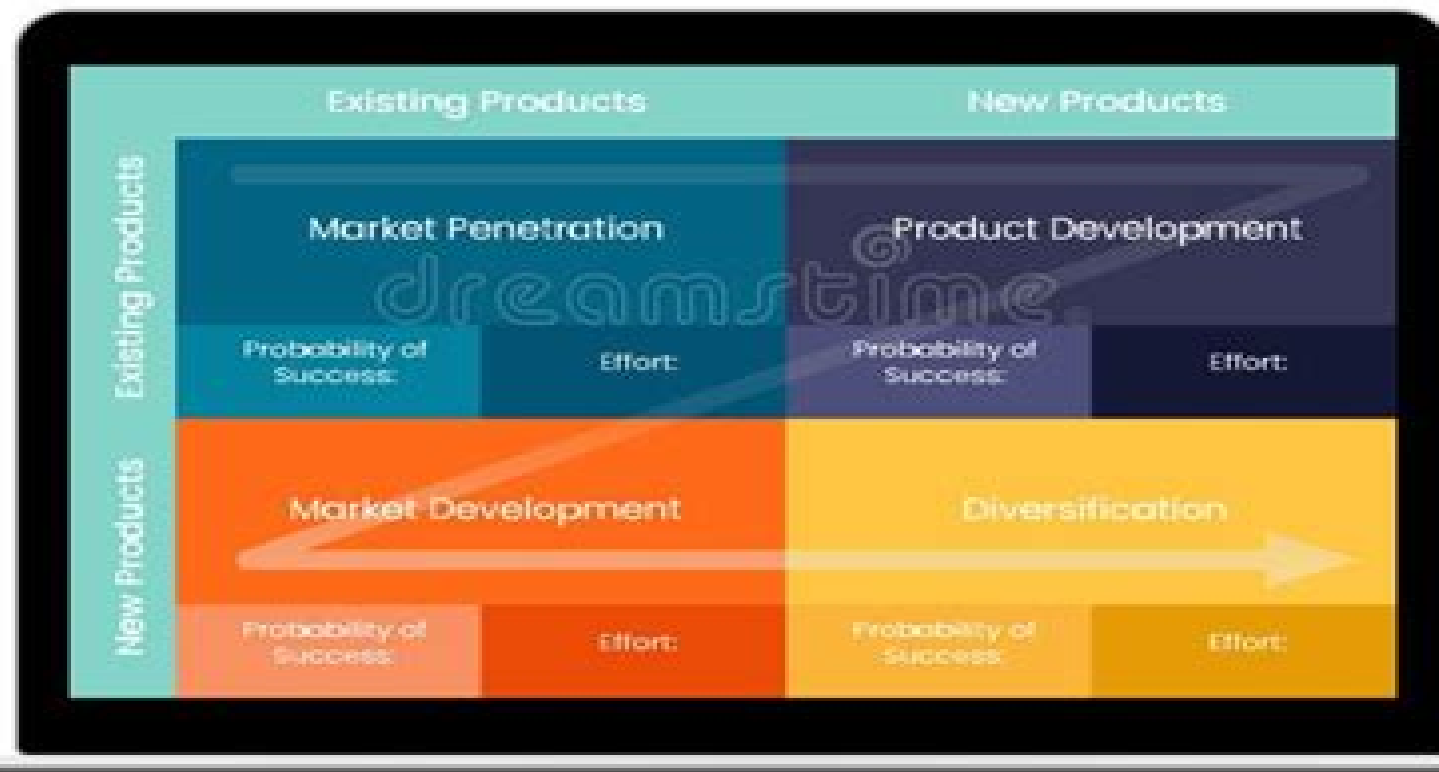 Existing Products
New Products
Existing Products
Market Penetration
Product Development
dreamstime
Probability of
Success:
Effort:
Probability of
Success:
Effort:
New Products
Market Development
Diversification
Probability of
Success:
Effort:
Probability of
Success:
Effort: